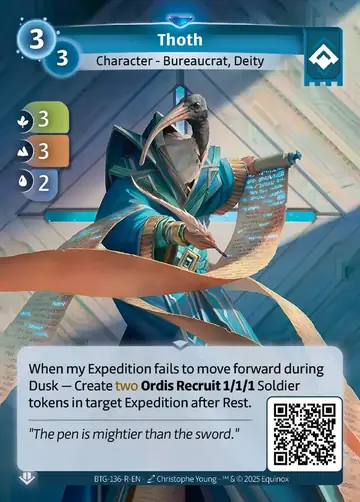 3
Thoth
3
Character - Bureaucrat, Deity
3
3
2
When my Expedition fails to move forward during
Dusk — Create two Ordis Recruit 1/1/1 Soldier
tokens in target Expedition after Rest.
"The pen is mightier than the sword."
BTG-136-R-EN - Christophe Young - ™ & © 2025 Equinox